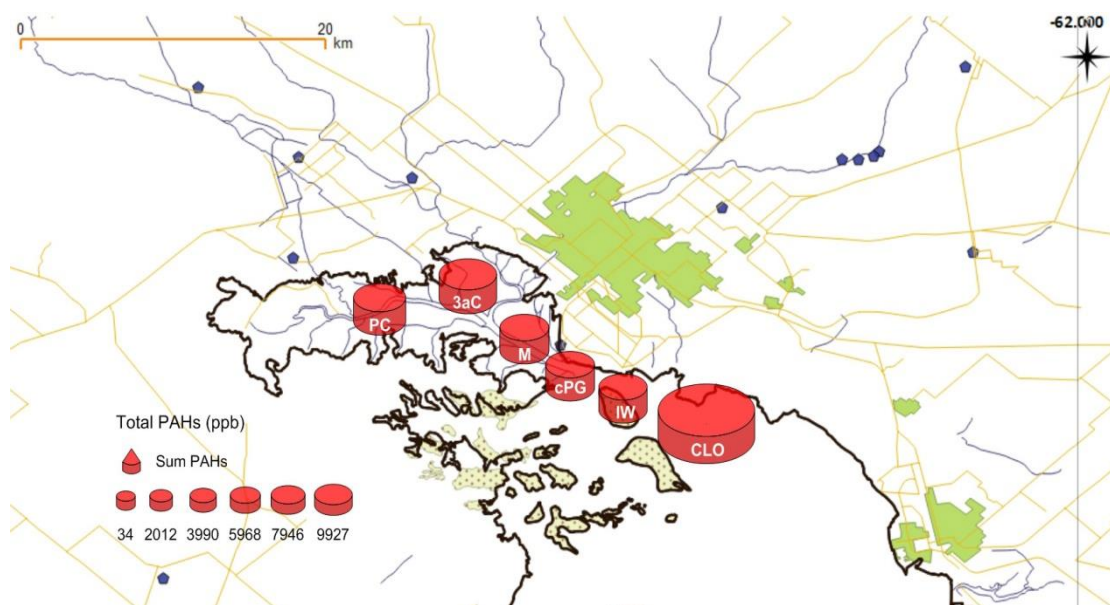 0 20
km
-62.000
3aC
PC
M
cPG
IW
CLO
Total PAHs (ppb)
Sum PAHs
34 2012 3990 5968 7946 9927